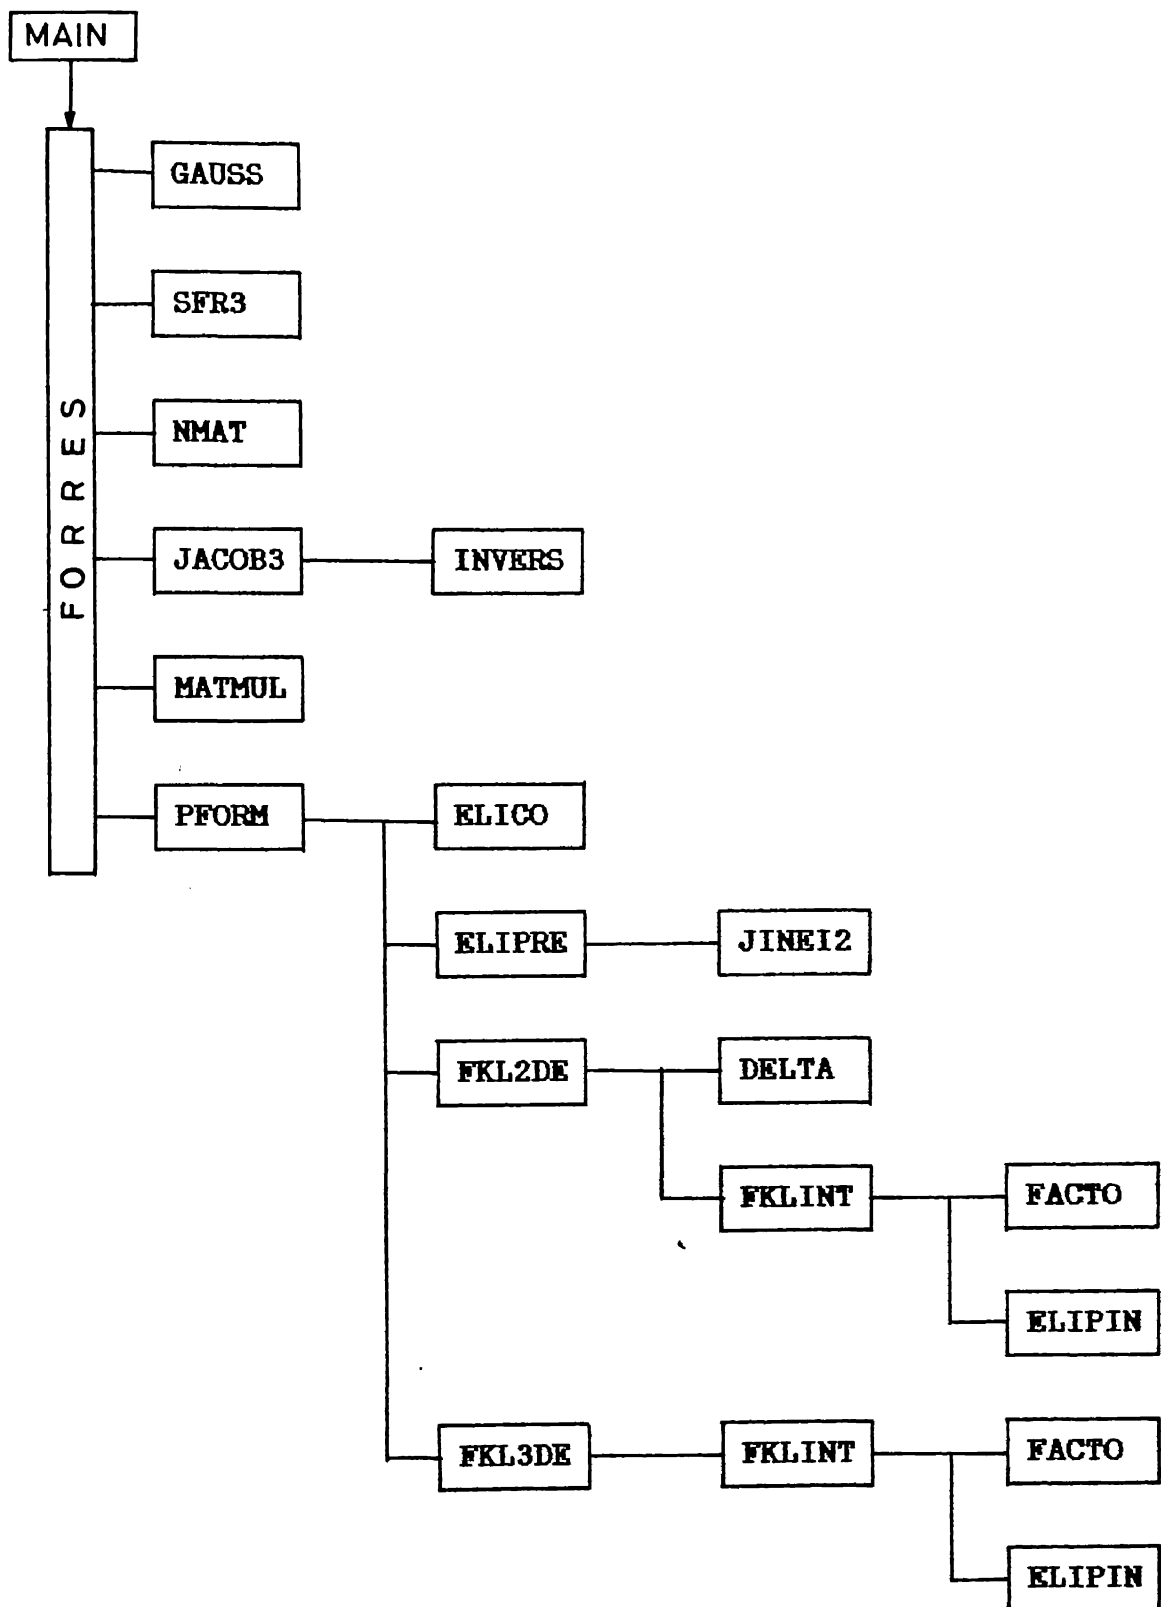 MAIN
FORRES
GAUSS
SFR3
NMAT
JACOB3 INVERS
MATMUL
PFORM ELICO
ELIPRE JINEI2
FKL2DE DELTA
FKLINT FACTO
ELIPIN
FKL3DE FKLINT FACTO
ELIPIN